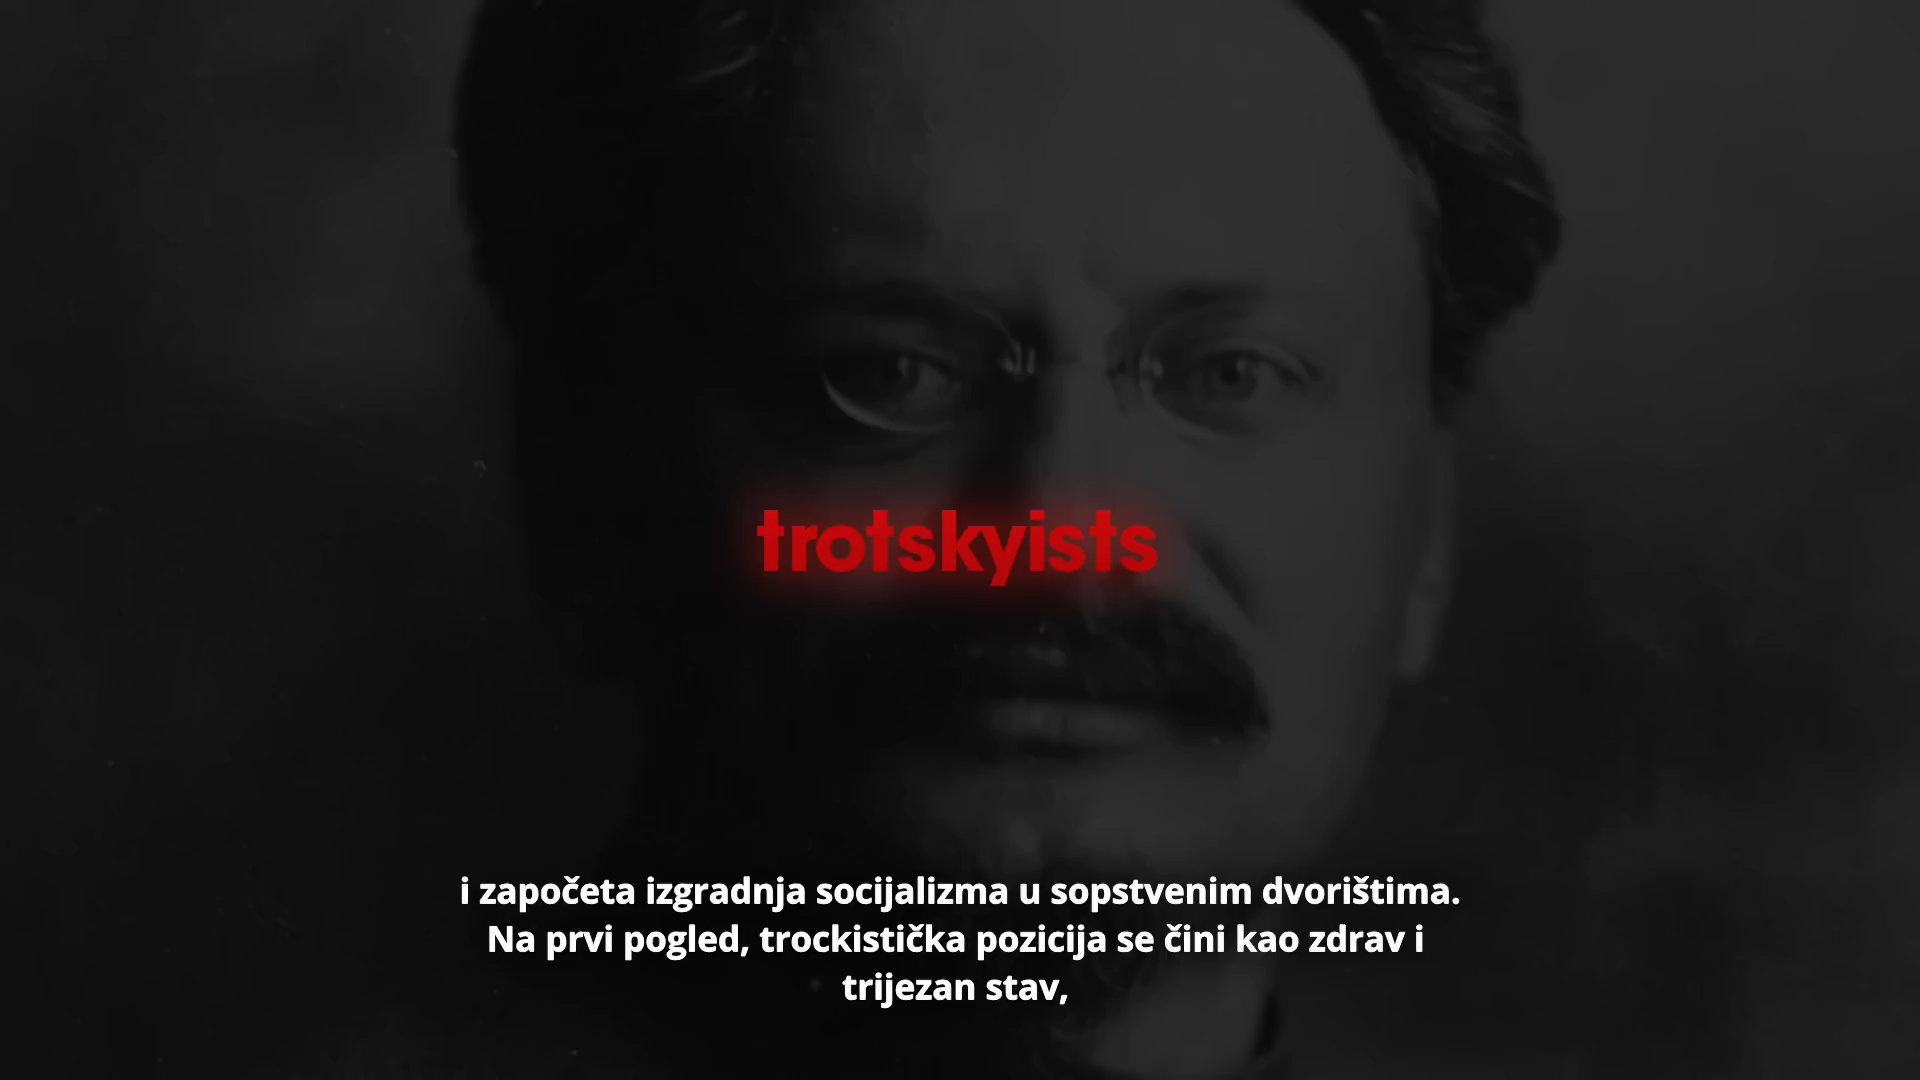 trotskyists
i započeta izgradnja socijalizma u sopstvenim dvorištima.
Na prvi pogled, trockistička pozicija se čini kao zdrav i
trijezan stav,